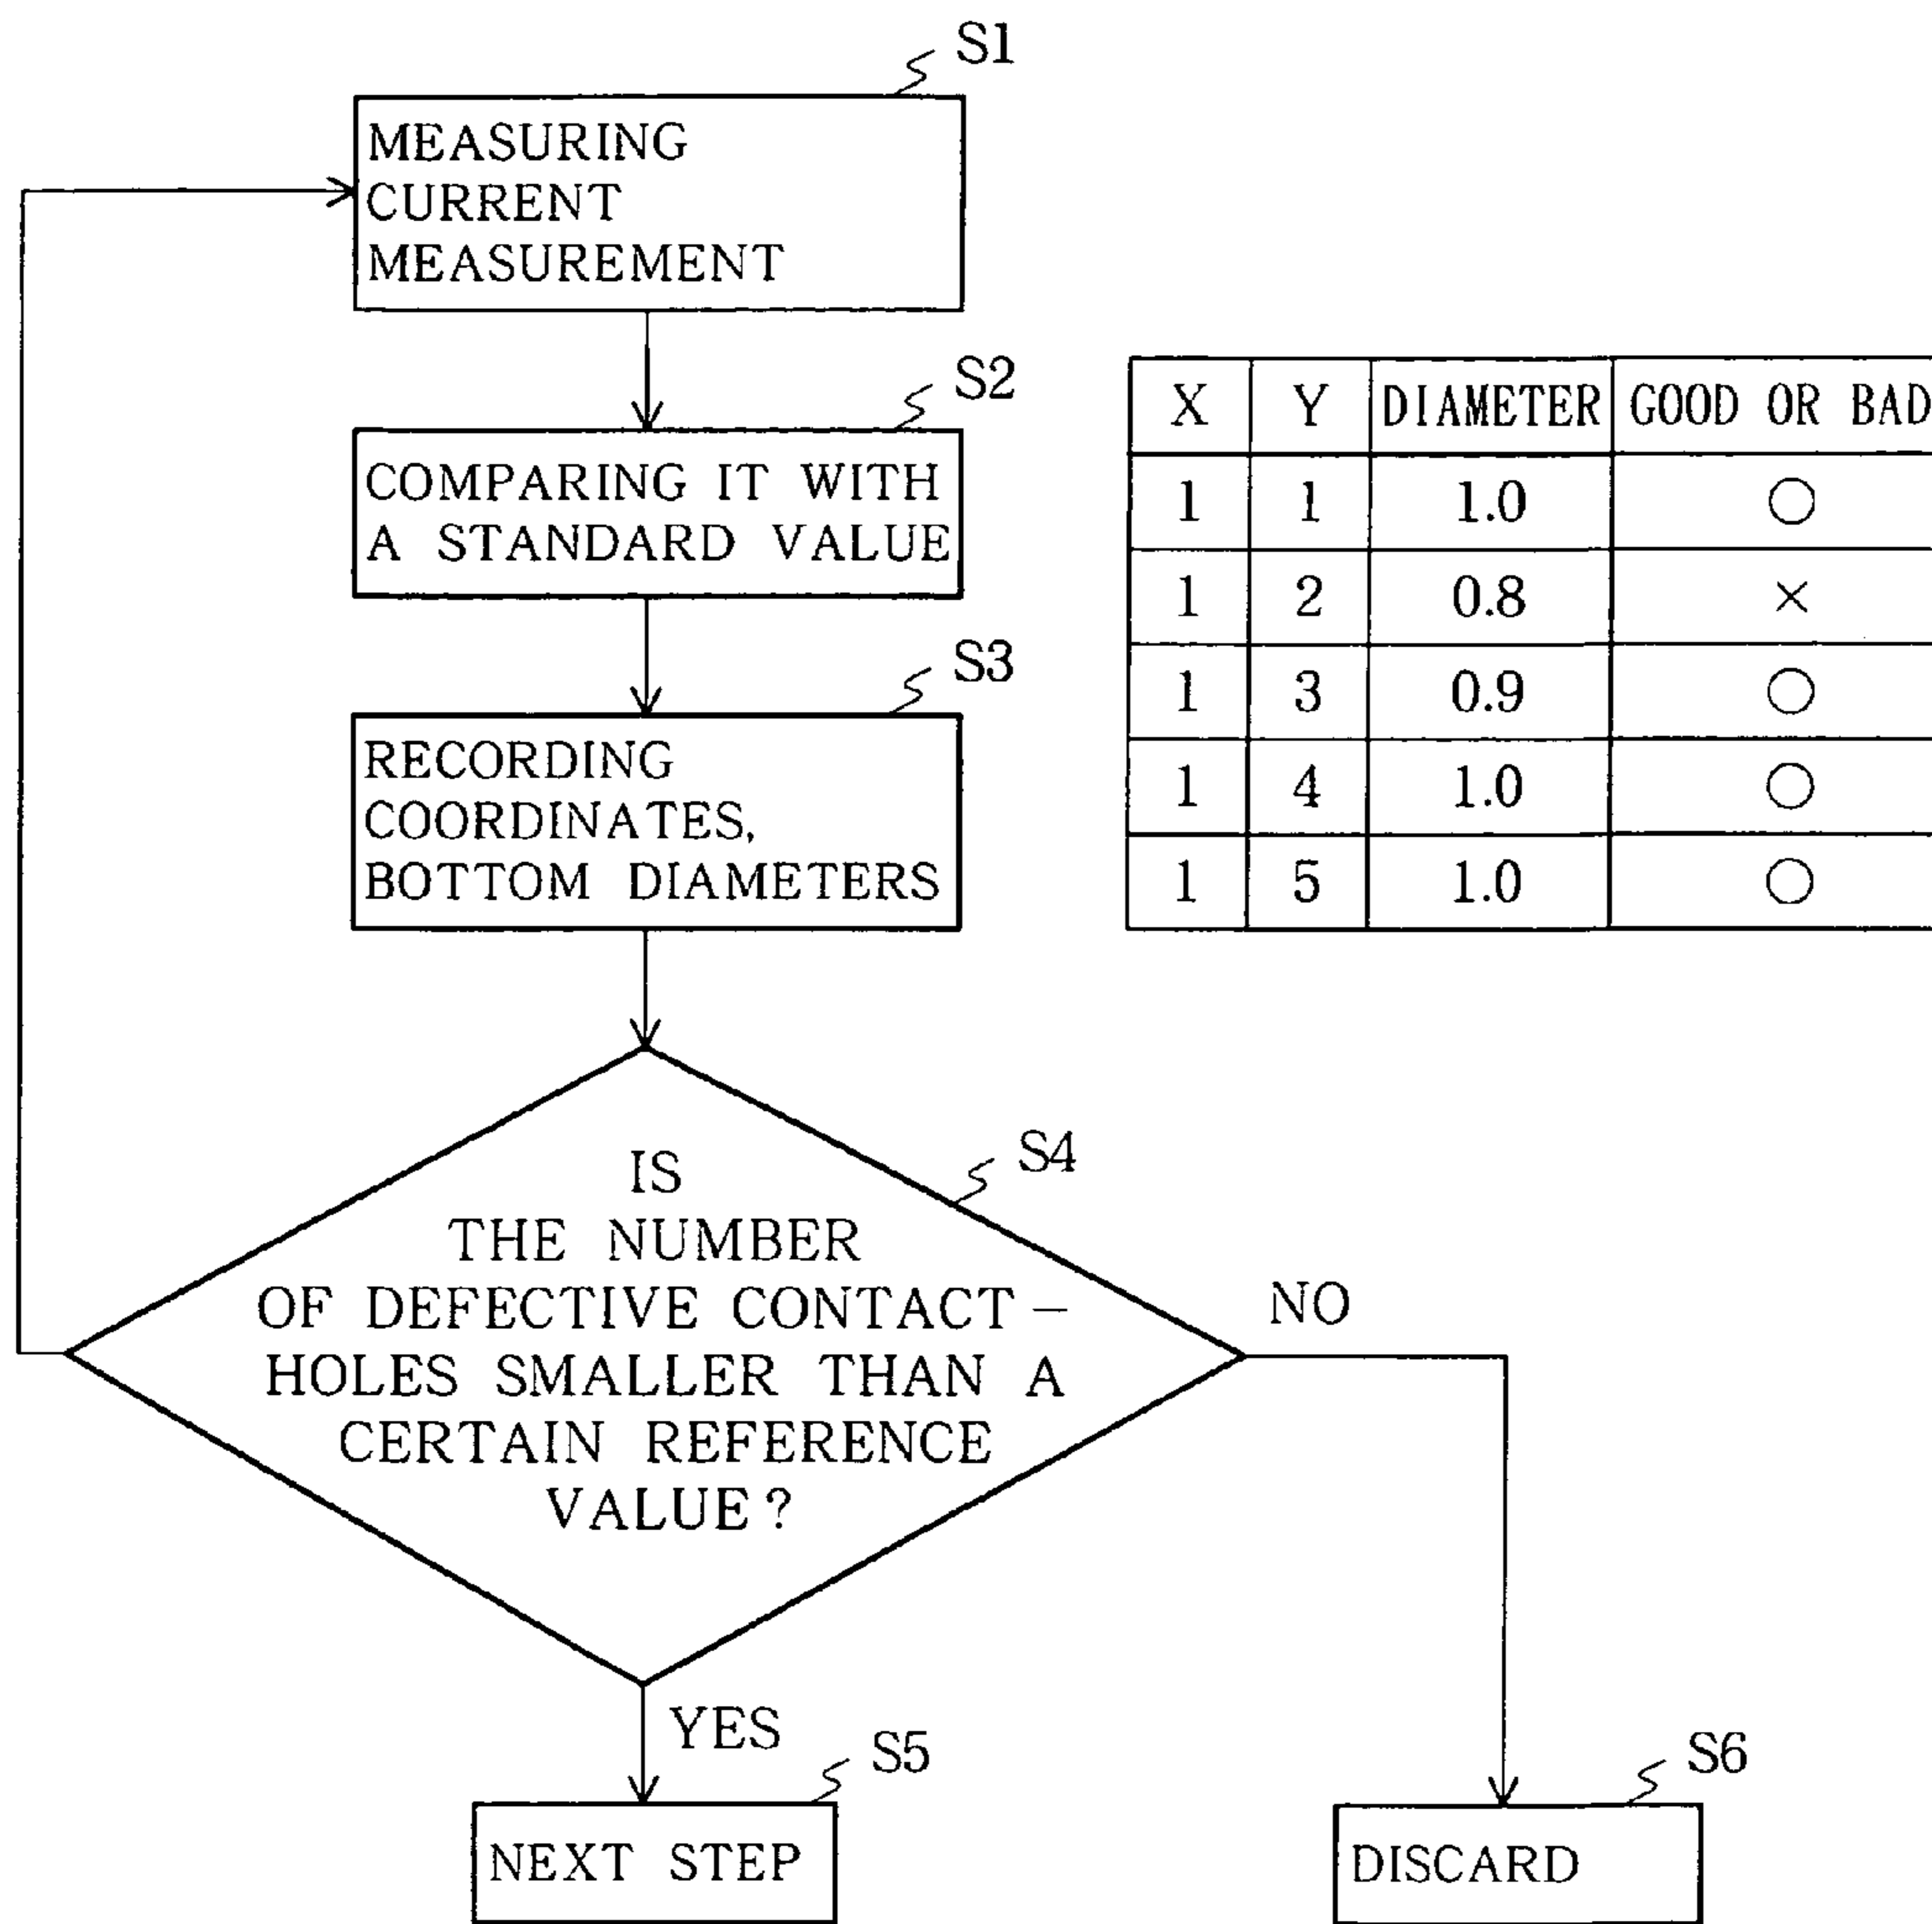 S1
MEASURING
CURRENT
MEASUREMENT
S2
COMPARING IT WITH
A STANDARD VALUE
S3
RECORDING
COORDINATES,
BOTTOM DIAMETERS
X Y DIAMETER GOOD OR BAD
1 1 1.0 ○
1 2 0.8 ×
1 3 0.9 ○
1 4 1.0 ○
1 5 1.0 ○
S4
IS
THE NUMBER
OF DEFECTIVE CONTACT－
HOLES SMALLER THAN A
CERTAIN REFERENCE
VALUE?
NO
YES
S5
NEXT STEP
S6
DISCARD